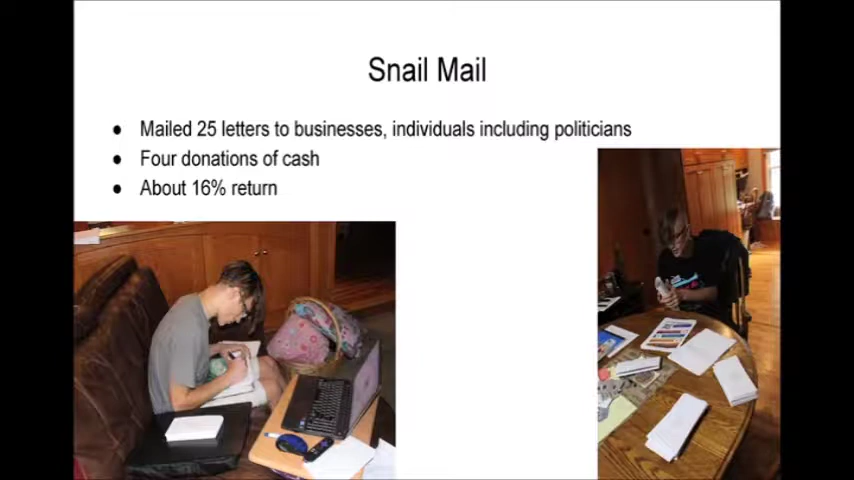 Snail Mail
● Mailed 25 letters to businesses, individuals including politicians
● Four donations of cash
● About 16% return